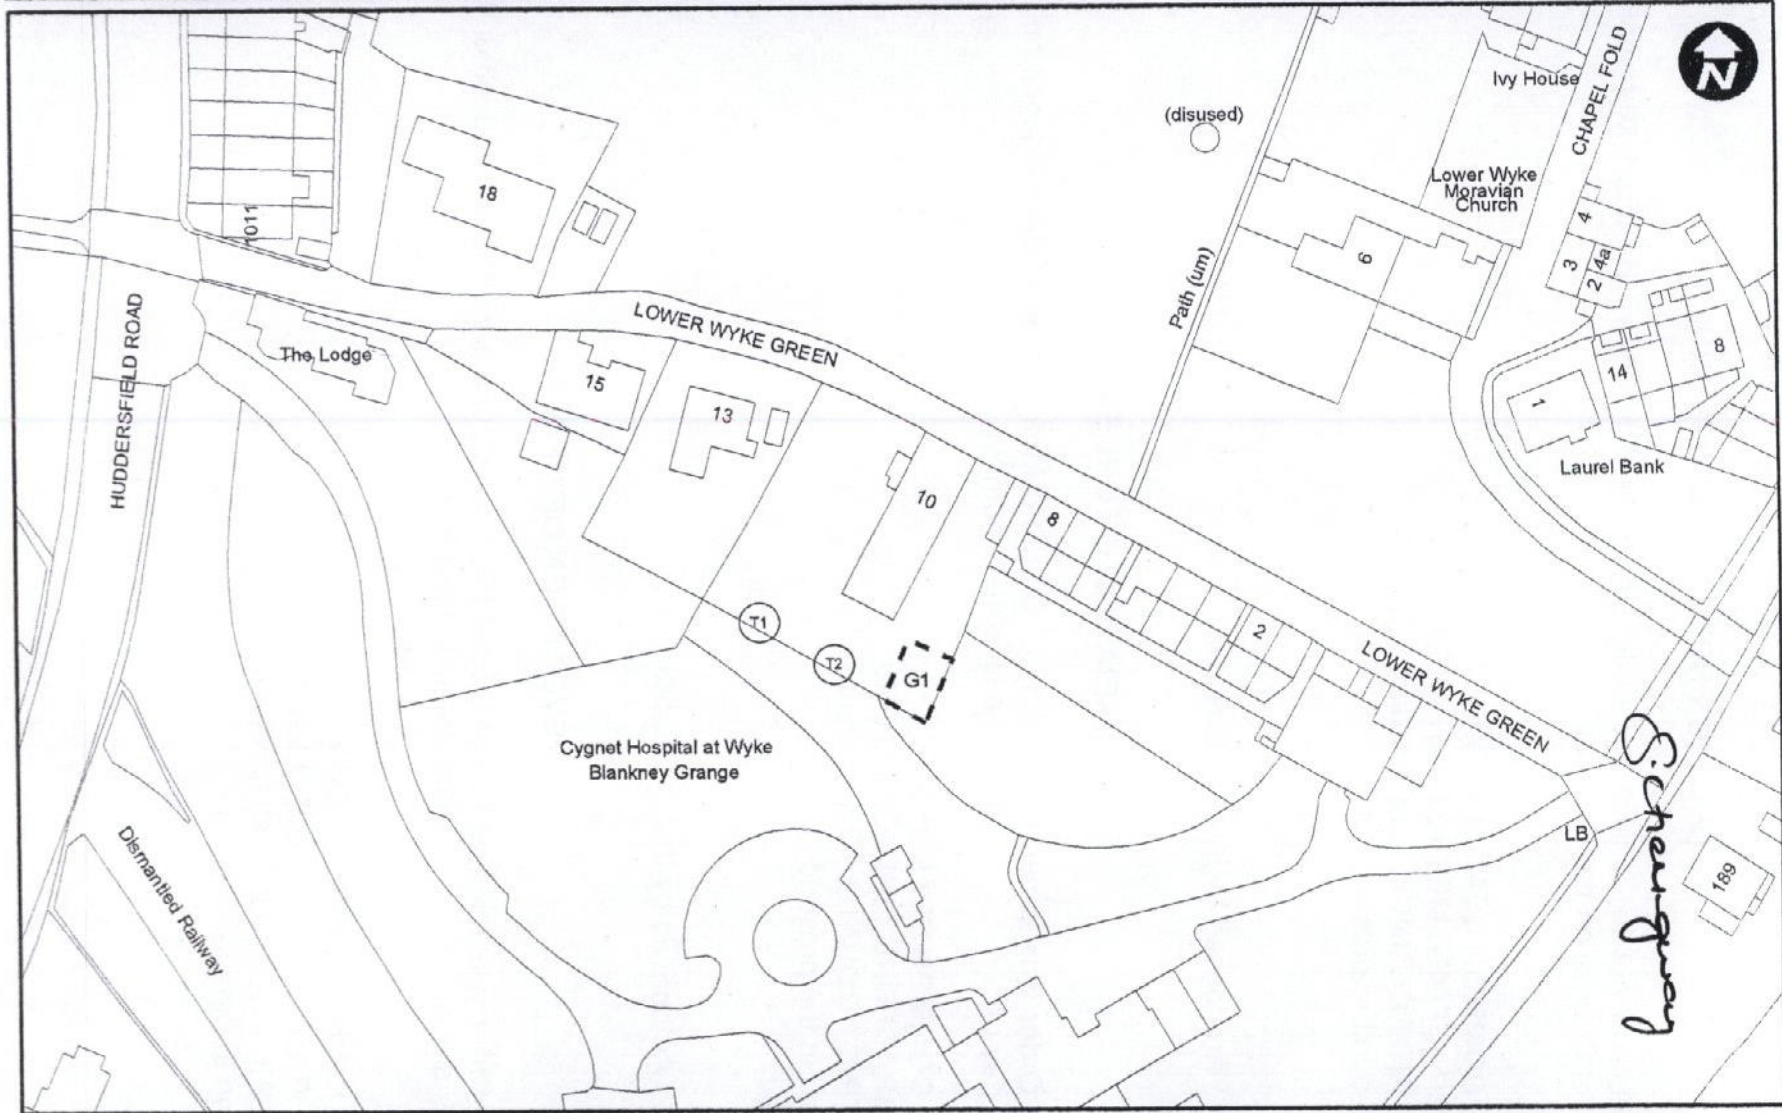 N
Ivy House
CHAPEL FOLD
(disused)
18
Lower Wyke
Moravian
Church
1011
4
4a
3
2
6
Path (um)
HUDDERSFIELD ROAD
LOWER WYKE GREEN
The Lodge
15
13
8
14
1
Laurel Bank
10
8
T1
2
T2
G1
LOWER WYKE GREEN
Cygnet Hospital at Wyke
Blankney Grange
LB
189
Dismantled Railway